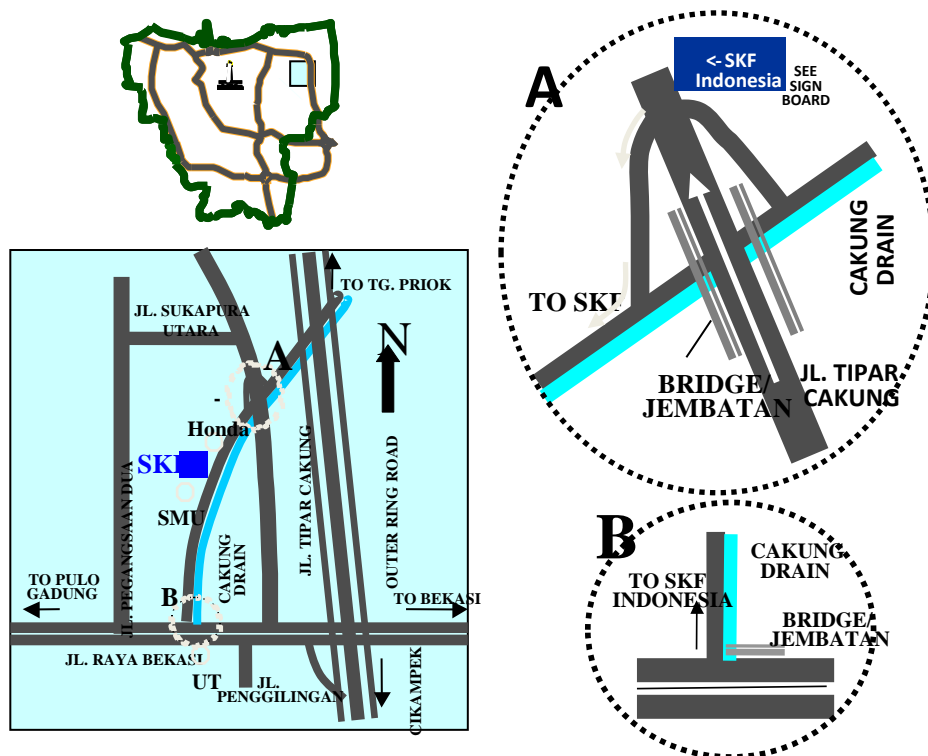 A
<- SKF
Indonesia
SEE
SIGN
BOARD
CAKUNG
DRAIN
TO SKF
BRIDGE/
JEMBATAN
JL. TIPAR
CAKUNG
TO TG. PRIOK
JL. SUKAPURA
UTARA
N
A
-
Honda
SKF
SMU
JL. PEGANGSAAN DUA
CAKUNG
DRAIN
JL. TIPAR CAKUNG
OUTER RING ROAD
TO PULO
GADUNG
B
TO BEKASI
JL. RAYA BEKASI
UT
JL.
PENGGILINGAN
CIKAMPEK
B
CAKUNG
DRAIN
TO SKF
INDONESIA
BRIDGE/
JEMBATAN